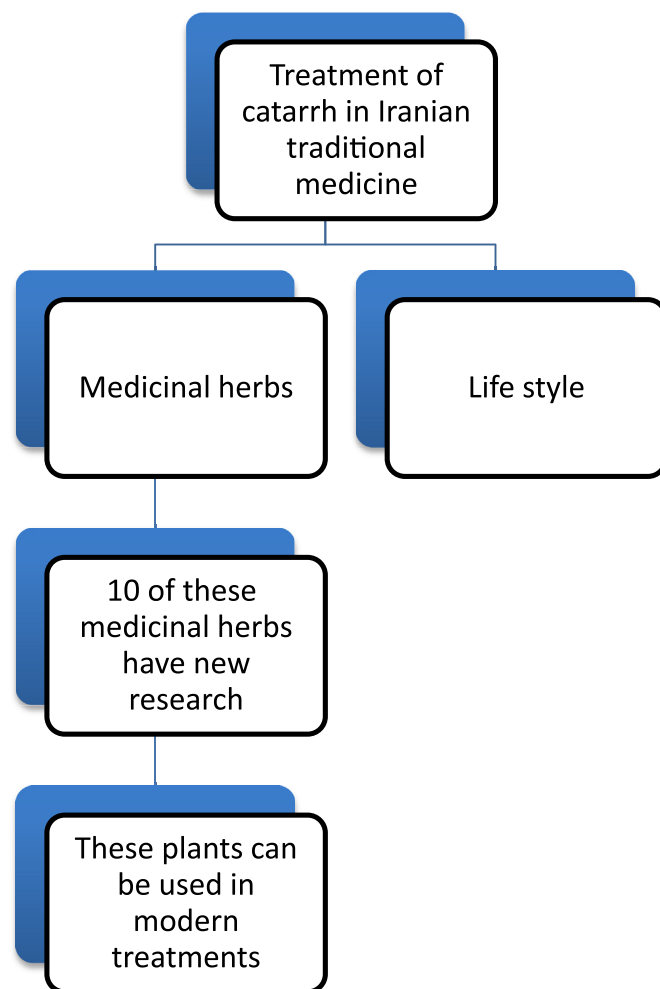 Treatment of
catarrh in Iranian
traditional
medicine
Medicinal herbs
Life style
10 of these
medicinal herbs
have new
research
These plants can
be used in
modern
treatments